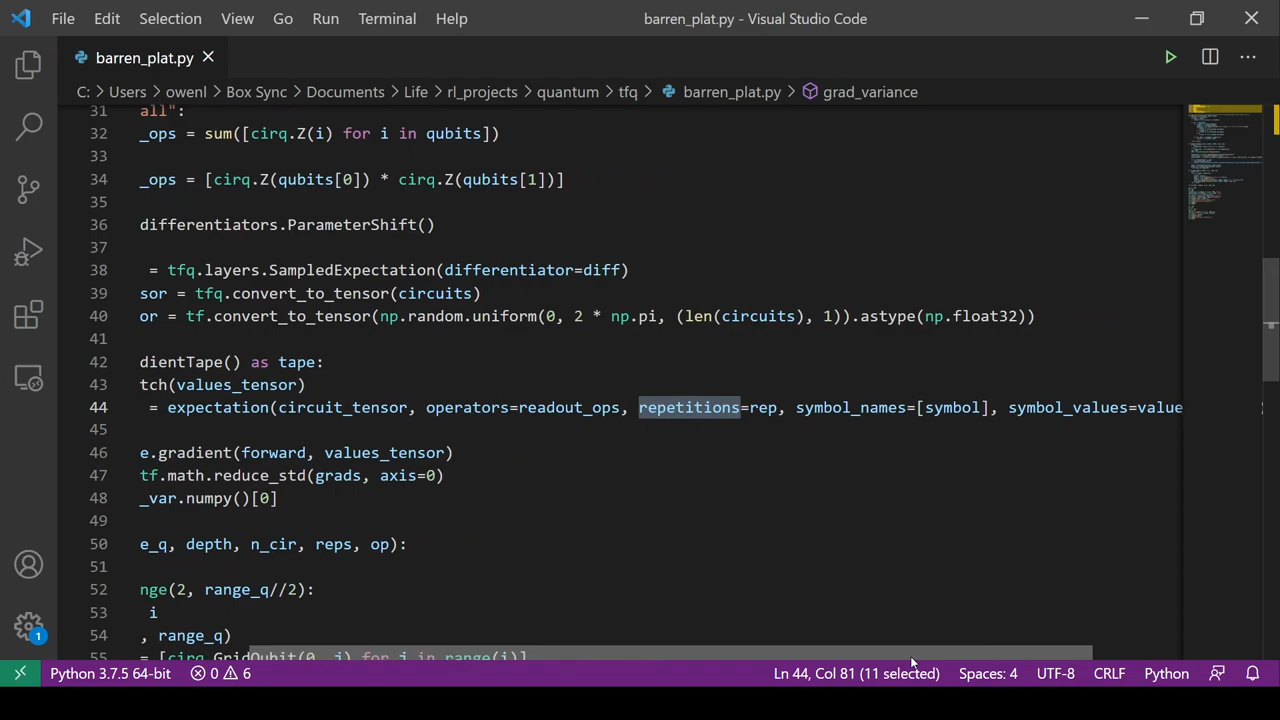 File Edit Selection View Go Run Terminal Help barren_plat.py - Visual Studio Code
barren_plat.py
C: > Users > owenl > Box Sync > Documents > Life > rl_projects > quantum > tfq > barren_plat.py > grad_variance
31 all":
32 _ops = sum([cirq.Z(i) for i in qubits])
33
34 _ops = [cirq.Z(qubits[0]) * cirq.Z(qubits[1])]
35
36 differentiators.ParameterShift()
37
38 = tfq.layers.SampledExpectation(differentiator=diff)
39 sor = tfq.convert_to_tensor(circuits)
40 or = tf.convert_to_tensor(np.random.uniform(0, 2 * np.pi, (len(circuits), 1)).astype(np.float32))
41
42 dientTape() as tape:
43 tch(values_tensor)
44 = expectation(circuit_tensor, operators=readout_ops, repetitions=rep, symbol_names=[symbol], symbol_values=value
45
46 e.gradient(forward, values_tensor)
47 tf.math.reduce_std(grads, axis=0)
48 _var.numpy()[0]
49
50 e_q, depth, n_cir, reps, op):
51
52 nge(2, range_q//2):
53 i
54 , range_q)
55 = [cirq.GridQubit(0, i) for i in range(i)]
Python 3.7.5 64-bit 0 6 Ln 44, Col 81 (11 selected) Spaces: 4 UTF-8 CRLF Python
1